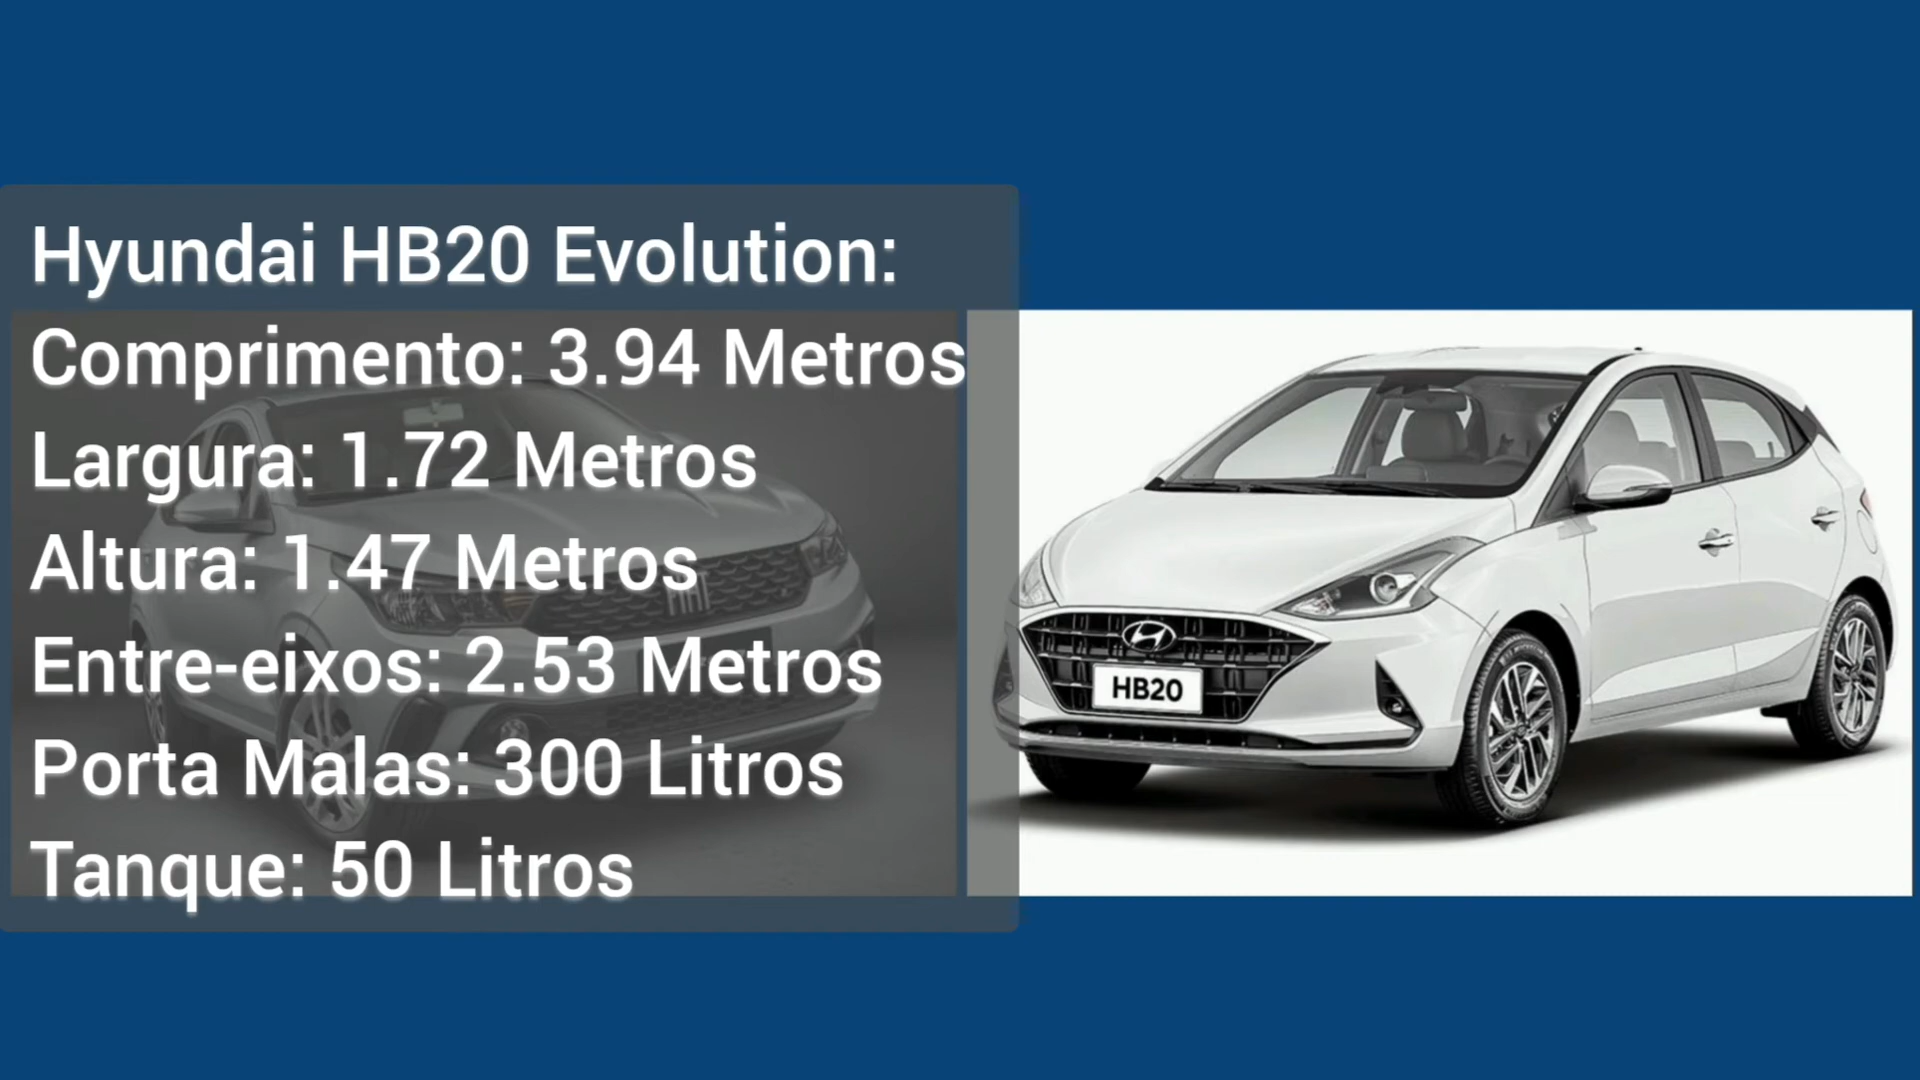 Hyundai HB20 Evolution:
Comprimento: 3.94 Metros
Largura: 1.72 Metros
Altura: 1.47 Metros
Entre-eixos: 2.53 Metros
Porta Malas: 300 Litros
Tanque: 50 Litros
FIAT
HB20